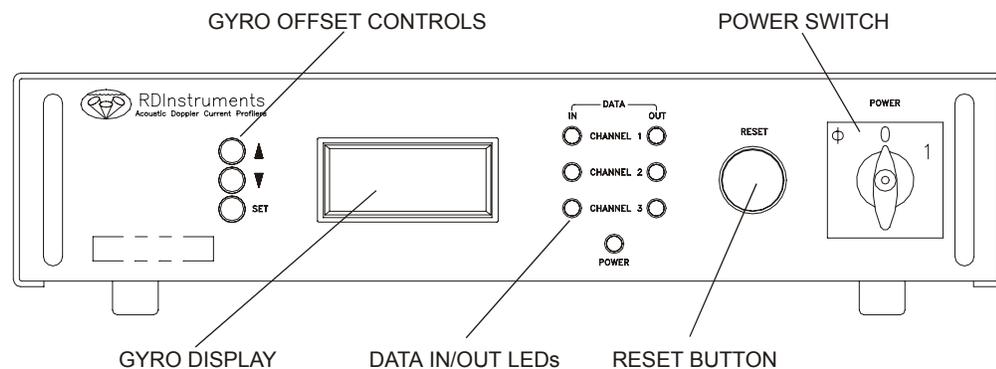 GYRO OFFSET CONTROLS
POWER SWITCH
RDInstruments
Acoustic Doppler Current Profilers
DATA
IN OUT
CHANNEL 1
CHANNEL 2
CHANNEL 3
POWER
SET
RESET
POWER
ϕ 0 1
GYRO DISPLAY
DATA IN/OUT LEDs
RESET BUTTON